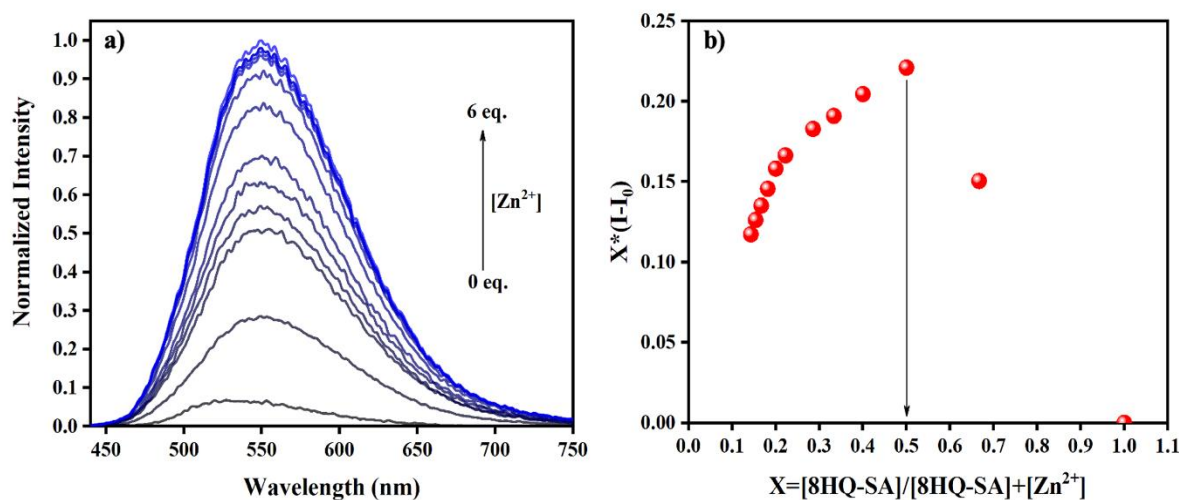 a)
Noırmalized Intensity
1.0
0.9
0.8
0.7
0.6
0.5
0.4
0.3
0.2
0.1
0.0
6 eq.
[Zn²⁺]
0 eq.
450 500 550 600 650 700 750
Wavelength (nm)
b)
X*(I-I₀)
0.25
0.20
0.15
0.10
0.05
0.00
0.0 0.1 0.2 0.3 0.4 0.5 0.6 0.7 0.8 0.9 1.0 1.1
X=[8HQ-SA]/[8HQ-SA]+[Zn²⁺]